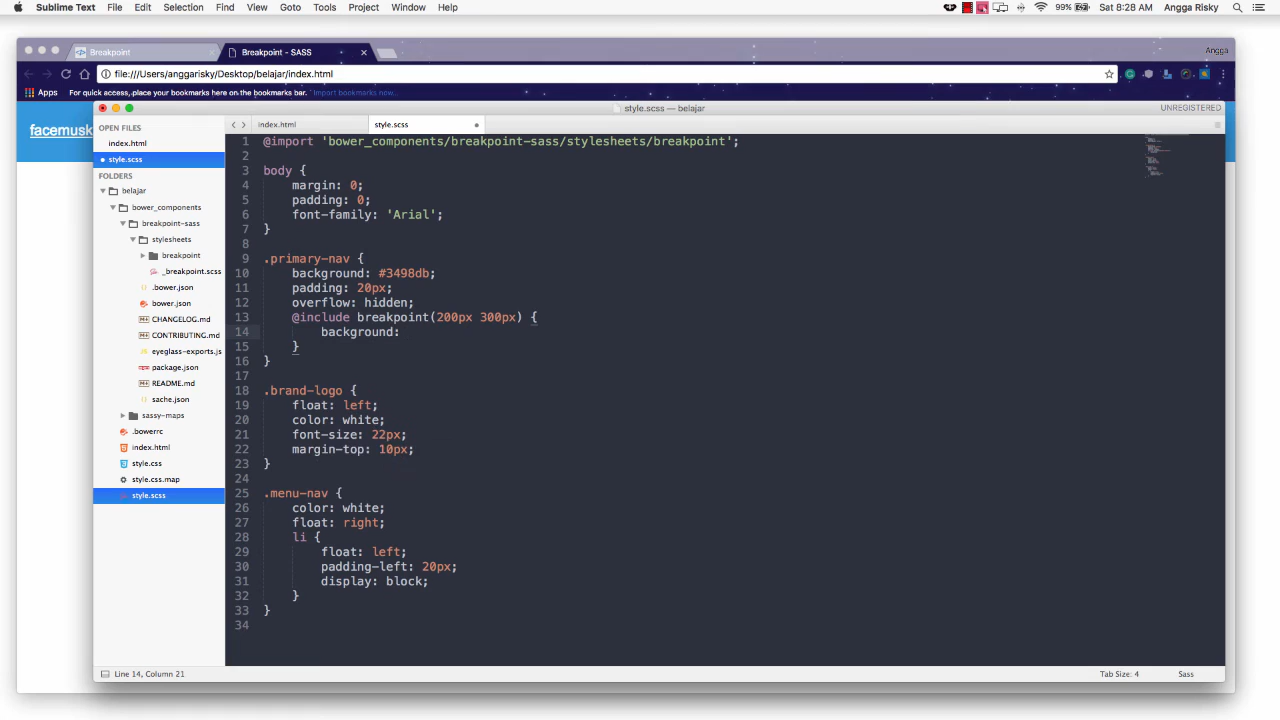 Sublime Text File Edit Selection Find View Goto Tools Project Window Help 99% Sat 8:28 AM Angga Risky
Breakpoint Breakpoint - SASS Angga
file:///Users/anggarisky/Desktop/belajar/index.html
Apps For quick access, place your bookmarks here on the bookmarks bar. Import bookmarks now...
facemusk
style.scss — belajar UNREGISTERED
OPEN FILES
index.html
style.scss
FOLDERS
belajar
bower_components
breakpoint-sass
stylesheets
breakpoint
_breakpoint.scss
.bower.json
bower.json
CHANGELOG.md
CONTRIBUTING.md
eyeglass-exports.js
package.json
README.md
sache.json
sassy-maps
.bowerrc
index.html
style.css
style.css.map
style.scss
index.html style.scss
1 @import 'bower_components/breakpoint-sass/stylesheets/breakpoint';
2
3 body {
4 margin: 0;
5 padding: 0;
6 font-family: 'Arial';
7 }
8
9 .primary-nav {
10 background: #3498db;
11 padding: 20px;
12 overflow: hidden;
13 @include breakpoint(200px 300px) {
14 background:
15 }
16 }
17
18 .brand-logo {
19 float: left;
20 color: white;
21 font-size: 22px;
22 margin-top: 10px;
23 }
24
25 .menu-nav {
26 color: white;
27 float: right;
28 li {
29 float: left;
30 padding-left: 20px;
31 display: block;
32 }
33 }
34
Line 14, Column 21 Tab Size: 4 Sass